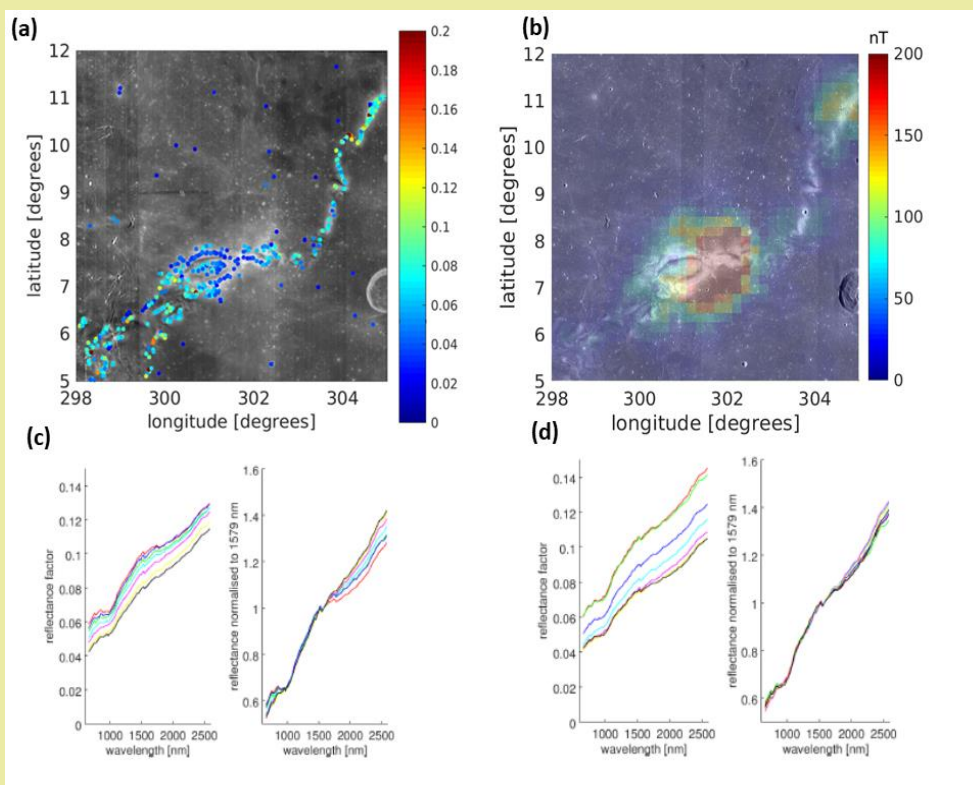 (a)
12
11
10
9
8
7
6
5
latitude [degrees]
298 300 302 304
longitude [degrees]
0.2
0.18
0.16
0.14
0.12
0.1
0.08
0.06
0.04
0.02
0
(b)
12
11
10
9
8
7
6
5
latitude [degrees]
298 300 302 304
longitude [degrees]
nT
200
150
100
50
0
(c)
0.14
0.12
0.1
0.08
0.06
0.04
0.02
0
reflectance factor
1000 1500 2000 2500
wavelength [nm]
1.6
1.4
1.2
1
0.8
0.6
reflectance normalised to 1579 nm
1000 1500 2000 2500
wavelength [nm]
(d)
0.14
0.12
0.1
0.08
0.06
0.04
0.02
0
reflectance factor
1000 1500 2000 2500
wavelength [nm]
1.6
1.4
1.2
1
0.8
0.6
reflectance normalised to 1579 nm
1000 1500 2000 2500
wavelength [nm]